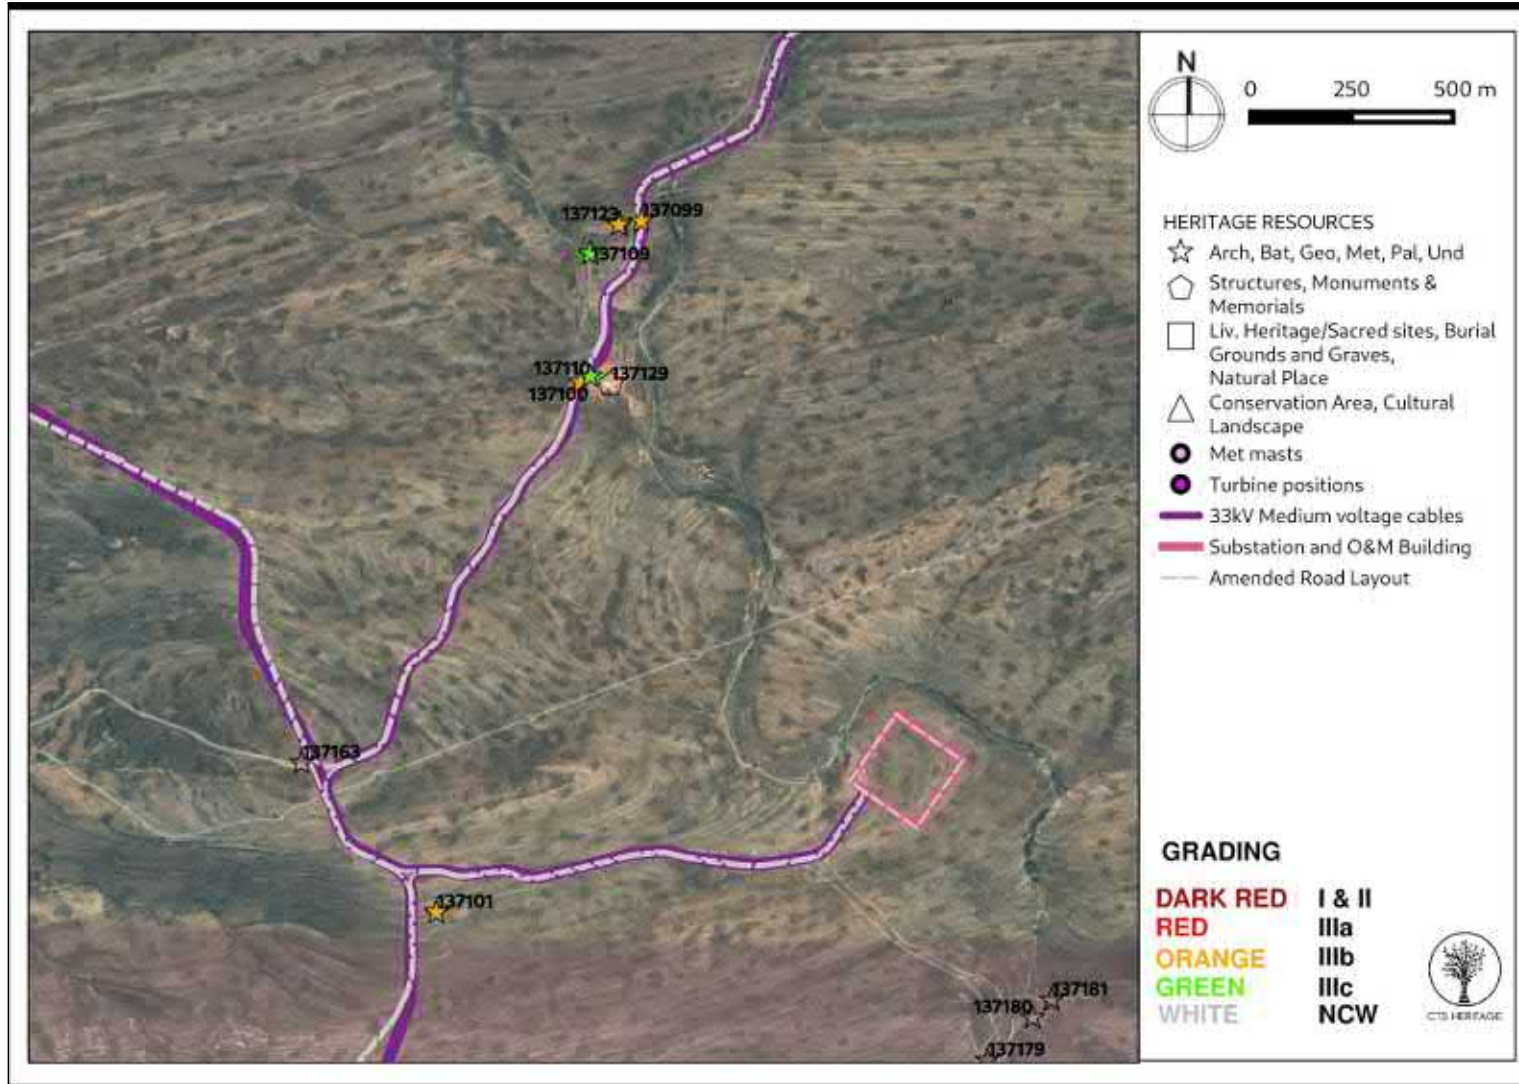 137123
137099
137109
137110
137129
137100
137163
137101
137181
137180
137179
N
0 250 500 m
HERITAGE RESOURCES
Arch, Bat, Geo, Met, Pal, Und
Structures, Monuments &
Memorials
Liv. Heritage/Sacred sites, Burial
Grounds and Graves,
Natural Place
Conservation Area, Cultural
Landscape
Met masts
Turbine positions
33kV Medium voltage cables
Substation and O&M Building
Amended Road Layout
GRADING
DARK RED I & II
RED IIIa
ORANGE IIIb
GREEN IIIc
WHITE NCW
CTS HERITAGE